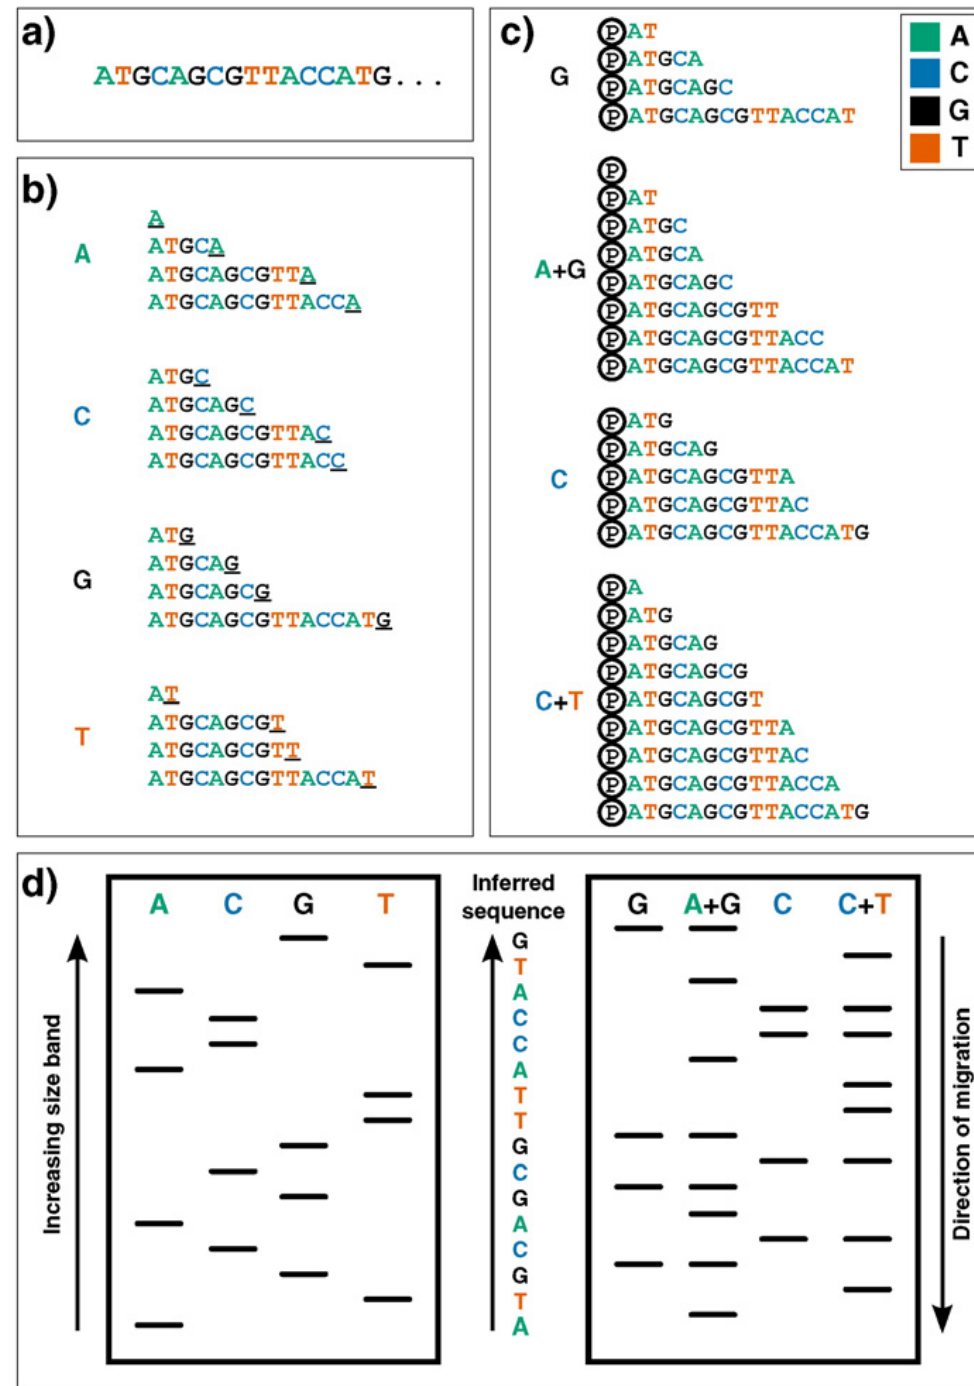 a)
ATGCAGCGTTACCATG...
b)
A
A
ATGCA
ATGCAGCGTTA
ATGCAGCGTTACCA
C
ATGC
ATGCAGC
ATGCAGCGTTAC
ATGCAGCGTTACC
G
ATG
ATGCAG
ATGCAGCG
ATGCAGCGTTACCATG
T
AT
ATGCAGCGT
ATGCAGCGTT
ATGCAGCGTTACCAT
c)
A
C
G
T
G
PAT
PATGCA
PATGCAGC
PATGCAGCGTTACCAT
A+G
P
PAT
PATGC
PATGCA
PATGCAGC
PATGCAGCGTT
PATGCAGCGTTACC
PATGCAGCGTTACCAT
C
PATG
PATGCAG
PATGCAGCGTTA
PATGCAGCGTTAC
PATGCAGCGTTACCATG
C+T
PA
PATG
PATGCAG
PATGCAGCG
PATGCAGCGT
PATGCAGCGTTA
PATGCAGCGTTAC
PATGCAGCGTTACCA
PATGCAGCGTTACCATG
d)
Increasing size band
A C G T
Inferred
sequence
G
T
A
C
C
A
T
T
G
C
G
A
C
G
T
A
G A+G C C+T
Direction of migration